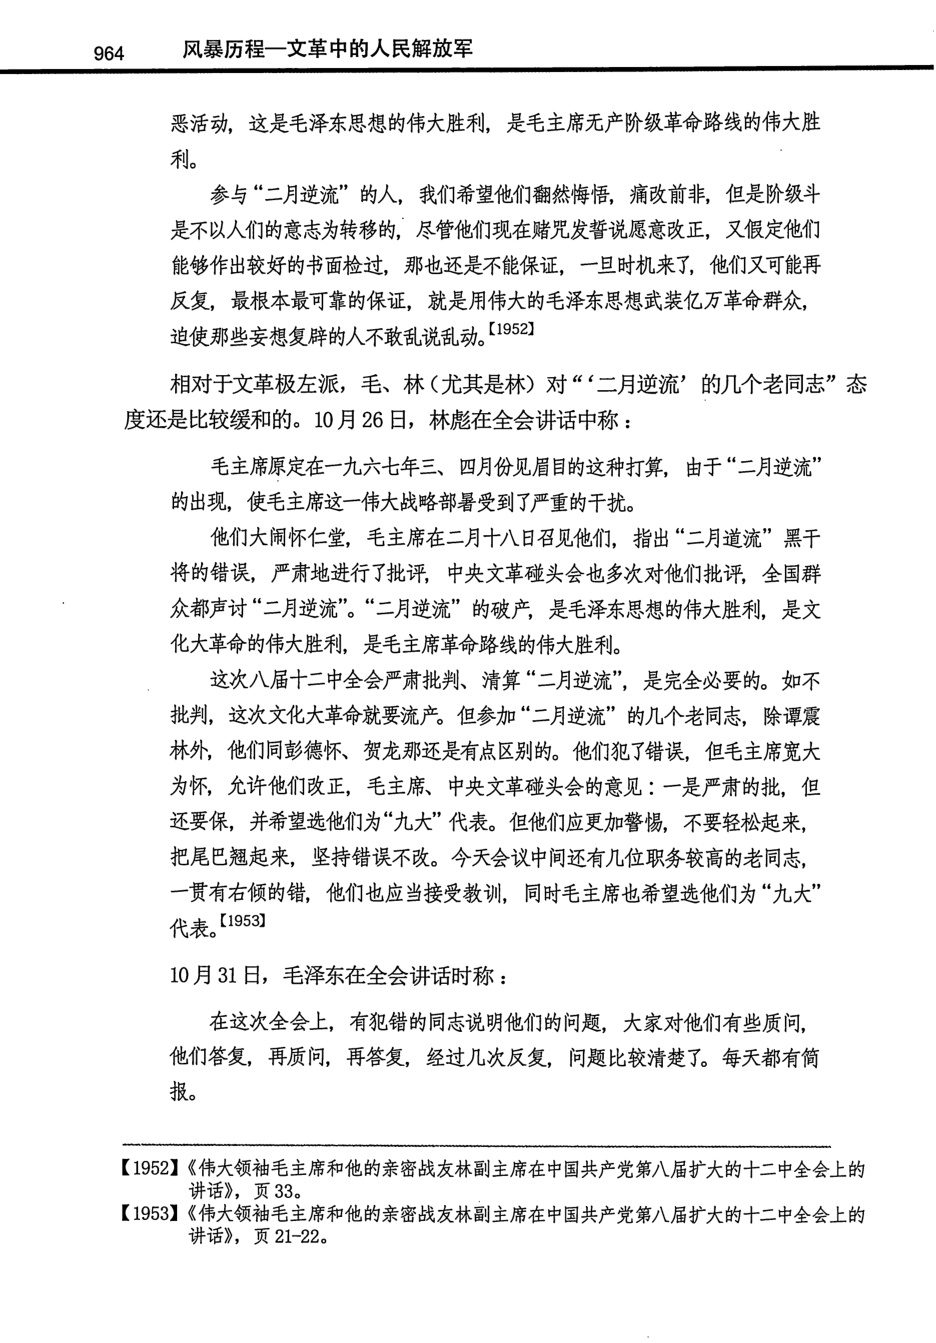 964 风暴历程—文革中的人民解放军
恶活动，这是毛泽东思想的伟大胜利，是毛主席无产阶级革命路线的伟大胜
利。
参与“二月逆流”的人，我们希望他们翻然悔悟，痛改前非，但是阶级斗
是不以人们的意志为转移的，尽管他们现在赌咒发誓说愿意改正，又假定他们
能够作出较好的书面检过，那也还是不能保证，一旦时机来了，他们又可能再
反复，最根本最可靠的保证，就是用伟大的毛泽东思想武装亿万革命群众，
迫使那些妄想复辟的人不敢乱说乱动。【1952】
相对于文革极左派，毛、林（尤其是林）对“‘二月逆流’的几个老同志”态
度还是比较缓和的。10月26日，林彪在全会讲话中称：
毛主席原定在一九六七年三、四月份见眉目的这种打算，由于“二月逆流”
的出现，使毛主席这一伟大战略部署受到了严重的干扰。
他们大闹怀仁堂，毛主席在二月十八日召见他们，指出“二月道流”黑干
将的错误，严肃地进行了批评，中央文革碰头会也多次对他们批评，全国群
众都声讨“二月逆流”。“二月逆流”的破产，是毛泽东思想的伟大胜利，是文
化大革命的伟大胜利，是毛主席革命路线的伟大胜利。
这次八届十二中全会严肃批判、清算“二月逆流”，是完全必要的。如不
批判，这次文化大革命就要流产。但参加“二月逆流”的几个老同志，除谭震
林外，他们同彭德怀、贺龙那还是有点区别的。他们犯了错误，但毛主席宽大
为怀，允许他们改正，毛主席、中央文革碰头会的意见：一是严肃的批，但
还要保，并希望选他们为“九大”代表。但他们应更加警惕，不要轻松起来，
把尾巴翘起来，坚持错误不改。今天会议中间还有几位职务较高的老同志，
一贯有右倾的错，他们也应当接受教训，同时毛主席也希望选他们为“九大”
代表。【1953】
10月31日，毛泽东在全会讲话时称：
在这次全会上，有犯错的同志说明他们的问题，大家对他们有些质问，
他们答复，再质问，再答复，经过几次反复，问题比较清楚了。每天都有简
报。
【1952】《伟大领袖毛主席和他的亲密战友林副主席在中国共产党第八届扩大的十二中全会上的
讲话》，页33。
【1953】《伟大领袖毛主席和他的亲密战友林副主席在中国共产党第八届扩大的十二中全会上的
讲话》，页21-22。